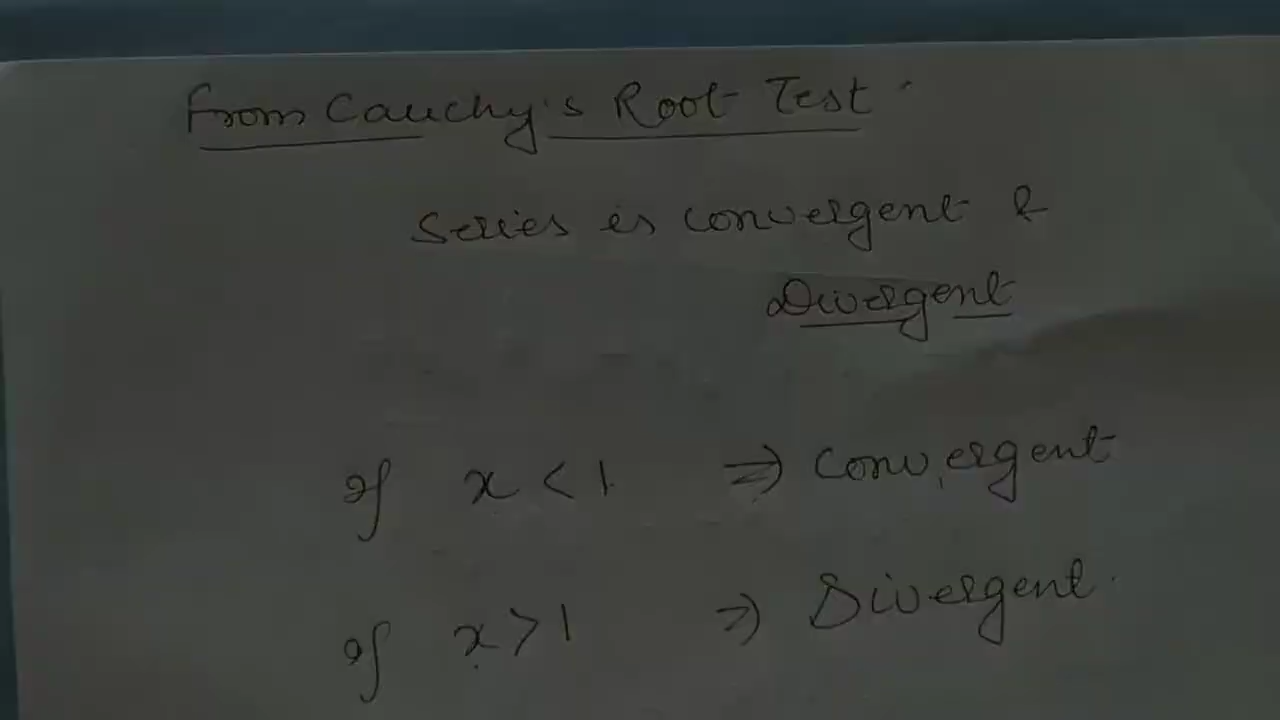 From Cauchy's Root Test.
Series is convergent &
Divergent
If x < 1 ⇒ Convergent
If x > 1 ⇒ Divergent.